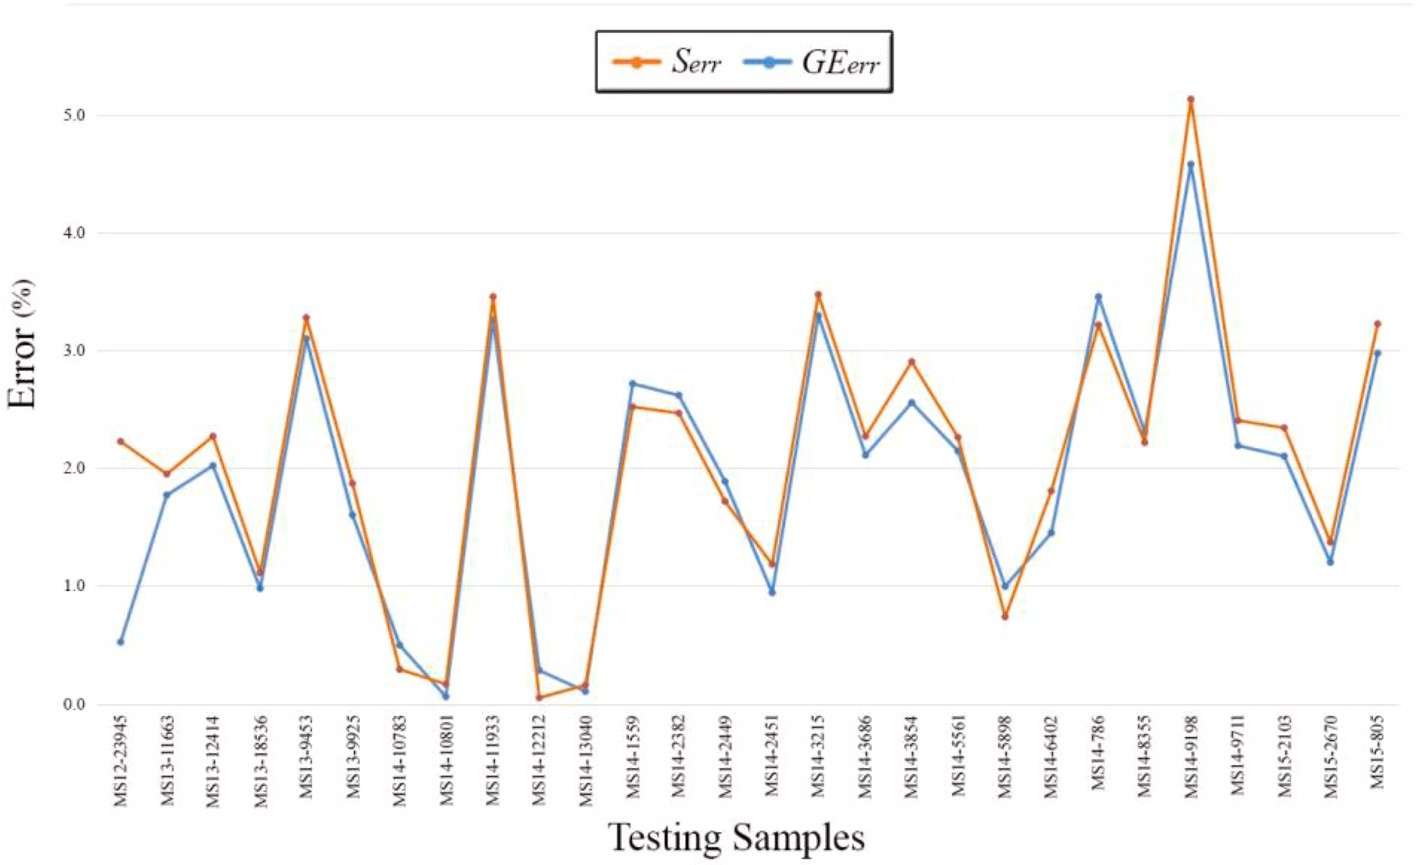 Serr GEerr
5.0
4.0
3.0
2.0
1.0
0.0
Error (%)
MS12-23945
MS13-11663
MS13-12414
MS13-18536
MS13-9453
MS13-9925
MS14-10783
MS14-10801
MS14-11933
MS14-12212
MS14-13040
MS14-1559
MS14-2382
MS14-2449
MS14-2451
MS14-3215
MS14-3686
MS14-3854
MS14-5561
MS14-5898
MS14-6402
MS14-786
MS14-8355
MS14-9198
MS14-9711
MS15-2103
MS15-2670
MS15-805
Testing Samples